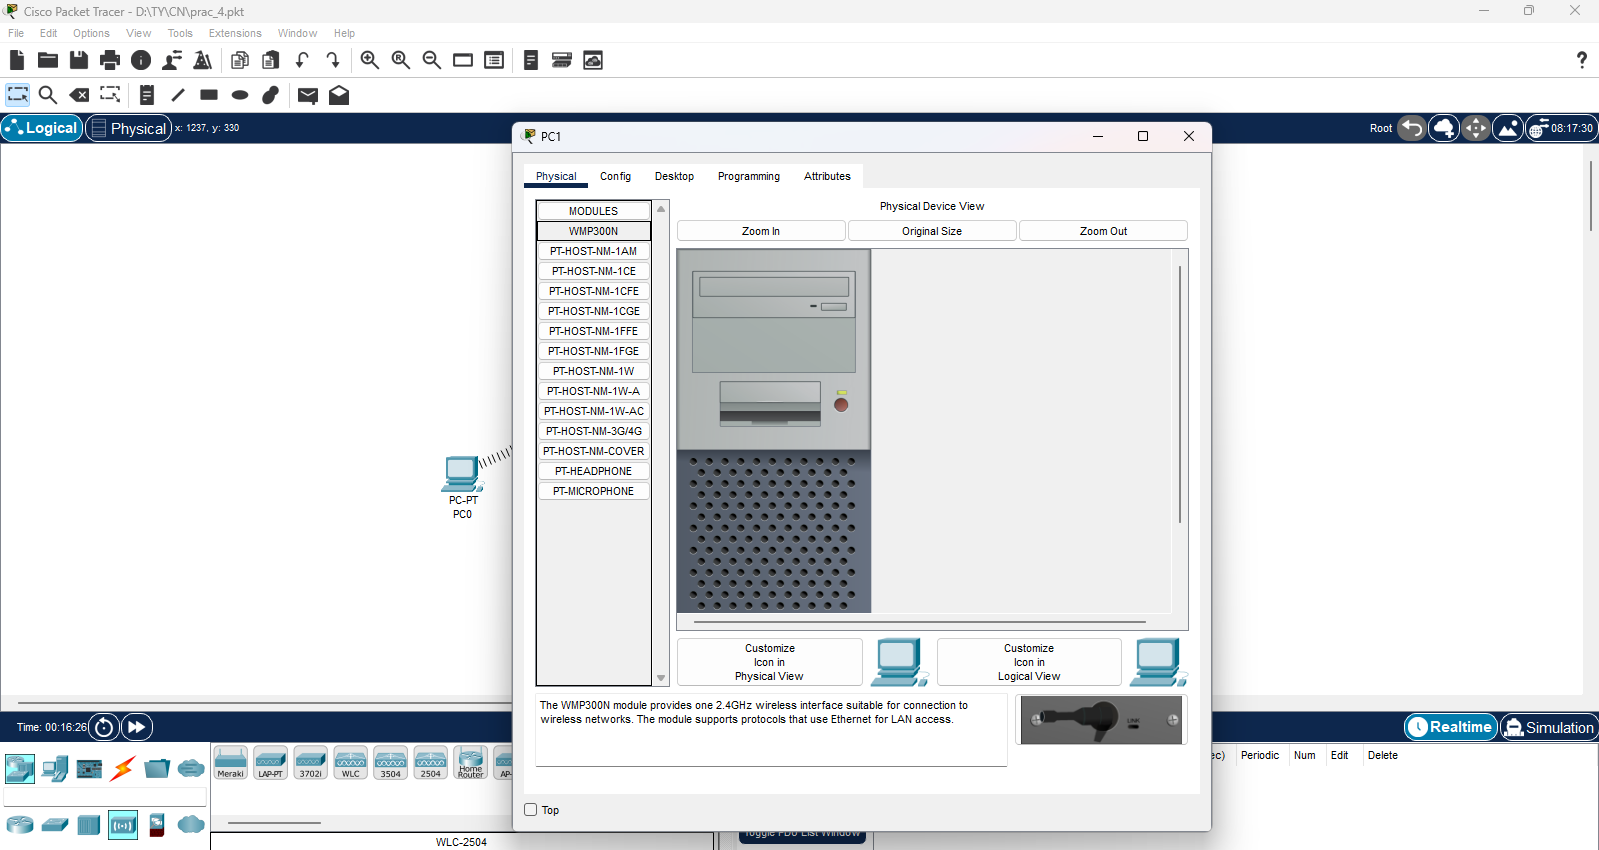 Cisco Packet Tracer - D:\TY\CN\prac_4.pkt
File Edit Options View Tools Extensions Window Help
Logical Physical x: 1237, y: 330 Root 08:17:30
PC1
Physical Config Desktop Programming Attributes
MODULES
WMP300N
PT-HOST-NM-1AM
PT-HOST-NM-1CE
PT-HOST-NM-1CFE
PT-HOST-NM-1CGE
PT-HOST-NM-1FFE
PT-HOST-NM-1FGE
PT-HOST-NM-1W
PT-HOST-NM-1W-A
PT-HOST-NM-1W-AC
PT-HOST-NM-3G/4G
PT-HOST-NM-COVER
PT-HEADPHONE
PT-MICROPHONE
Physical Device View
Zoom In Original Size Zoom Out
PC-PT
PC0
Customize
Icon in
Physical View
Customize
Icon in
Logical View
The WMP300N module provides one 2.4GHz wireless interface suitable for connection to
wireless networks. The module supports protocols that use Ethernet for LAN access.
LINK
Top
Time: 00:16:26 Realtime Simulation
Meraki LAP-PT 3702i WLC 3504 2504 Home Router AP-
ec) Periodic Num Edit Delete
WLC-2504
Toggle PDU List Window